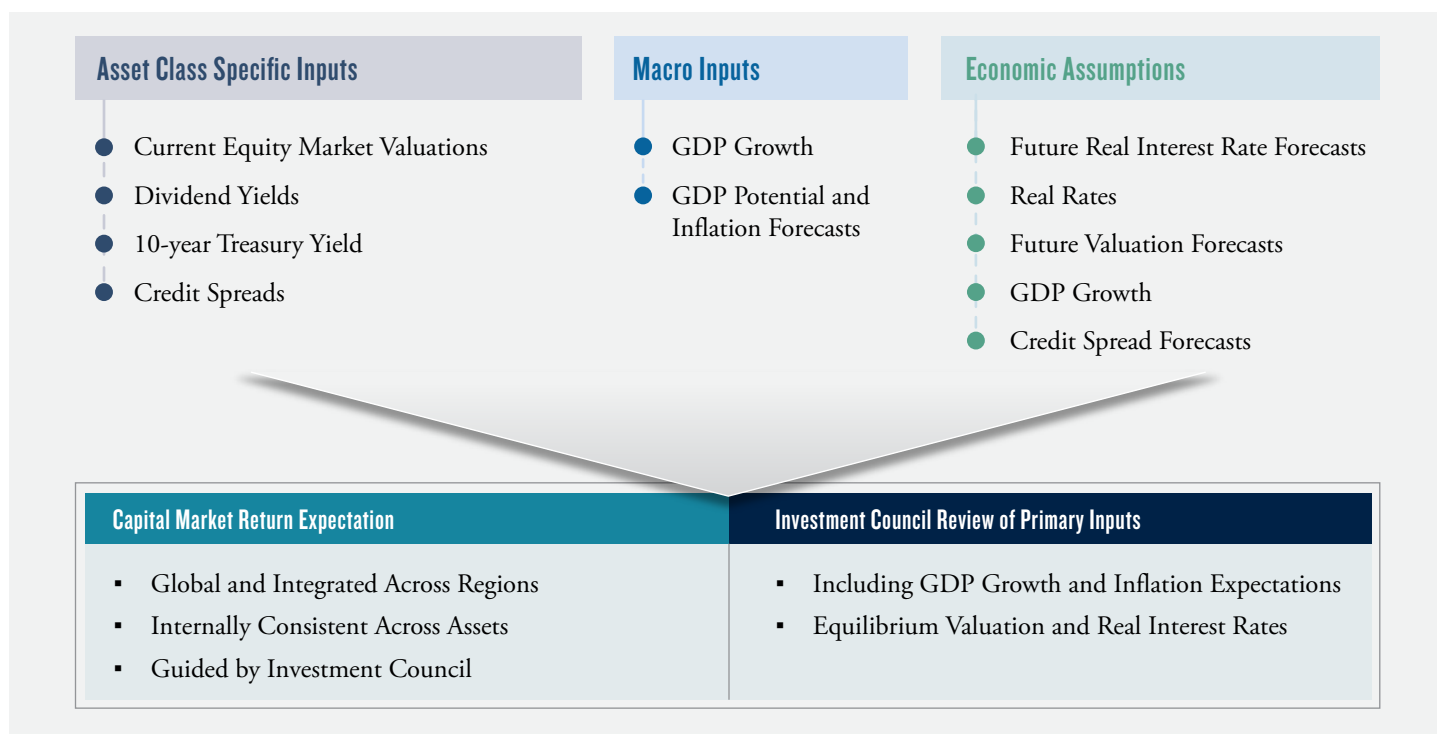 Asset Class Specific Inputs
Current Equity Market Valuations
Dividend Yields
10-year Treasury Yield
Credit Spreads
Macro Inputs
GDP Growth
GDP Potential and
Inflation Forecasts
Economic Assumptions
Future Real Interest Rate Forecasts
Real Rates
Future Valuation Forecasts
GDP Growth
Credit Spread Forecasts
Capital Market Return Expectation
▪ Global and Integrated Across Regions
▪ Internally Consistent Across Assets
▪ Guided by Investment Council
Investment Council Review of Primary Inputs
▪ Including GDP Growth and Inflation Expectations
▪ Equilibrium Valuation and Real Interest Rates